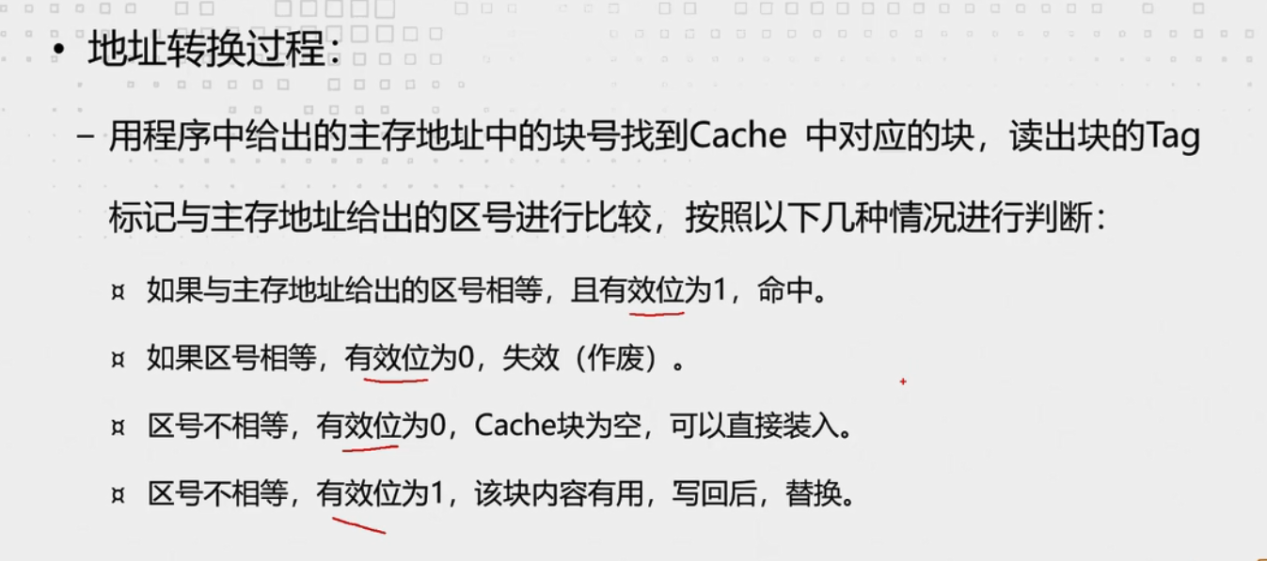 • 地址转换过程：
– 用程序中给出的主存地址中的块号找到Cache 中对应的块，读出块的Tag
标记与主存地址给出的区号进行比较，按照以下几种情况进行判断：
¤ 如果与主存地址给出的区号相等，且有效位为1，命中。
¤ 如果区号相等，有效位为0，失效（作废）。
¤ 区号不相等，有效位为0，Cache块为空，可以直接装入。
¤ 区号不相等，有效位为1，该块内容有用，写回后，替换。